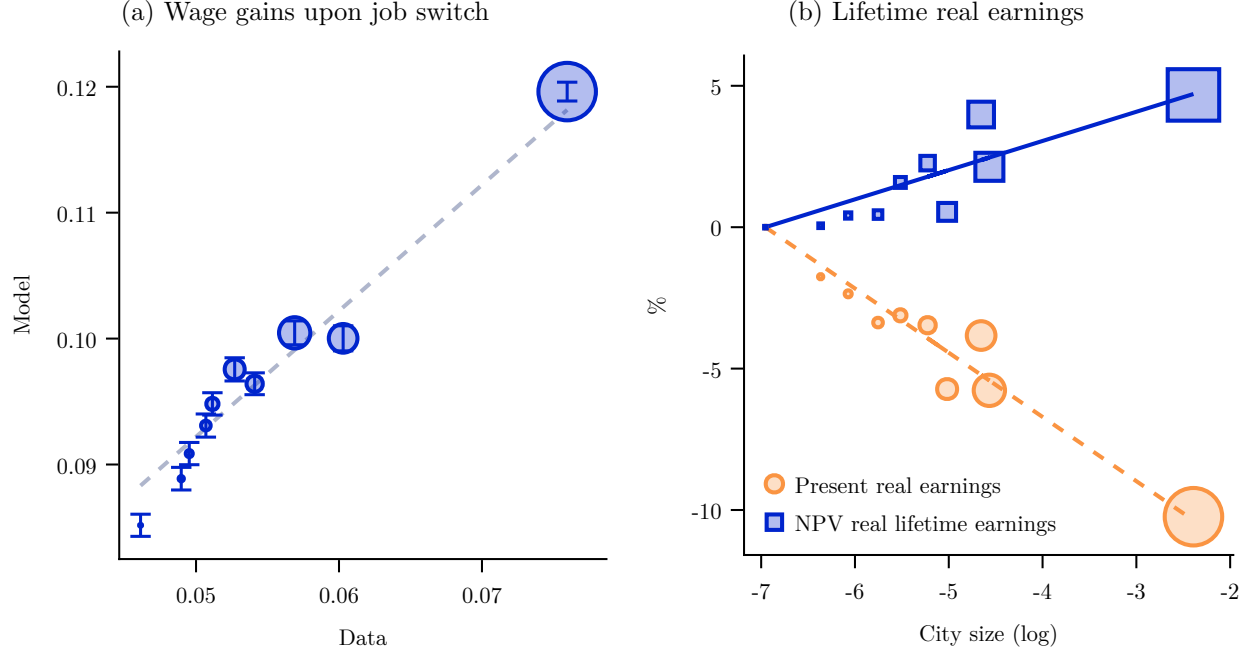 (a) Wage gains upon job switch
0.12
0.11
0.10
0.09
Model
0.05
0.06
0.07
Data
(b) Lifetime real earnings
5
0
-5
-10
%
Present real earnings
NPV real lifetime earnings
-7
-6
-5
-4
-3
-2
City size (log)